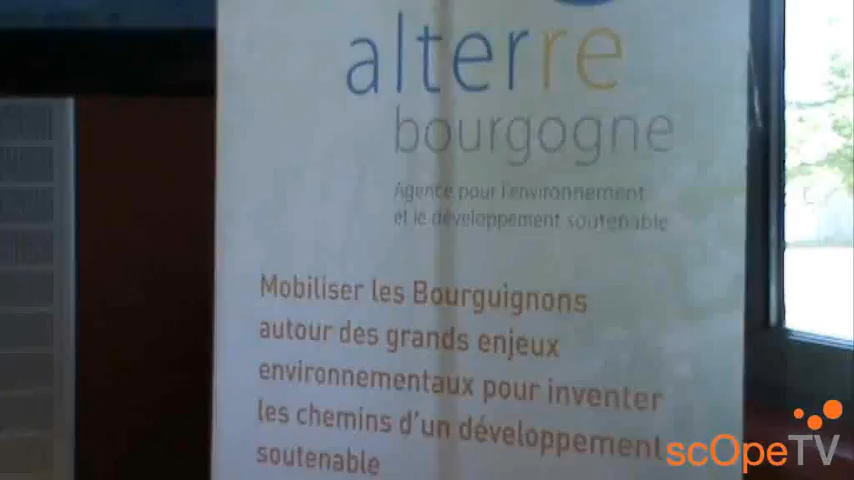 alterre
bourgogne
Agence pour l'environnement
et le développement soutenable
Mobiliser les Bourguignons
autour des grands enjeux
environnementaux pour inventer
les chemins d'un développement
soutenable
scOpeTV